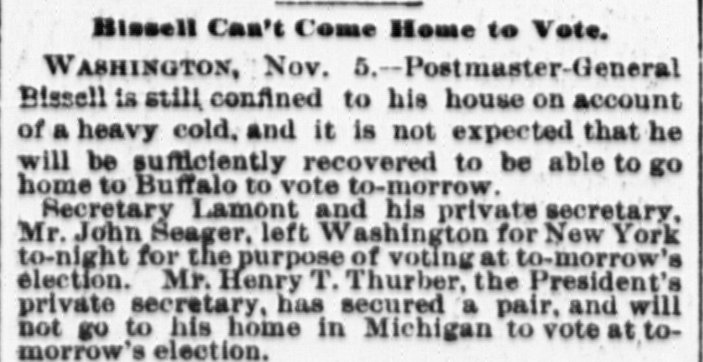 Bissell Can't Come Home to Vote.
WASHINGTON, Nov. 5.--Postmaster-General
Bissell is still confined to his house on account
of a heavy cold, and it is not expected that he
will be sufficiently recovered to be able to go
home to Buffalo to vote to-morrow.
Secretary Lamont and his private secretary,
Mr. John Seager, left Washington for New York
to-night for the purpose of voting at to-morrow's
election. Mr. Henry T. Thurber, the President's
private secretary, has secured a pair, and will
not go to his home in Michigan to vote at to-
morrow's election.